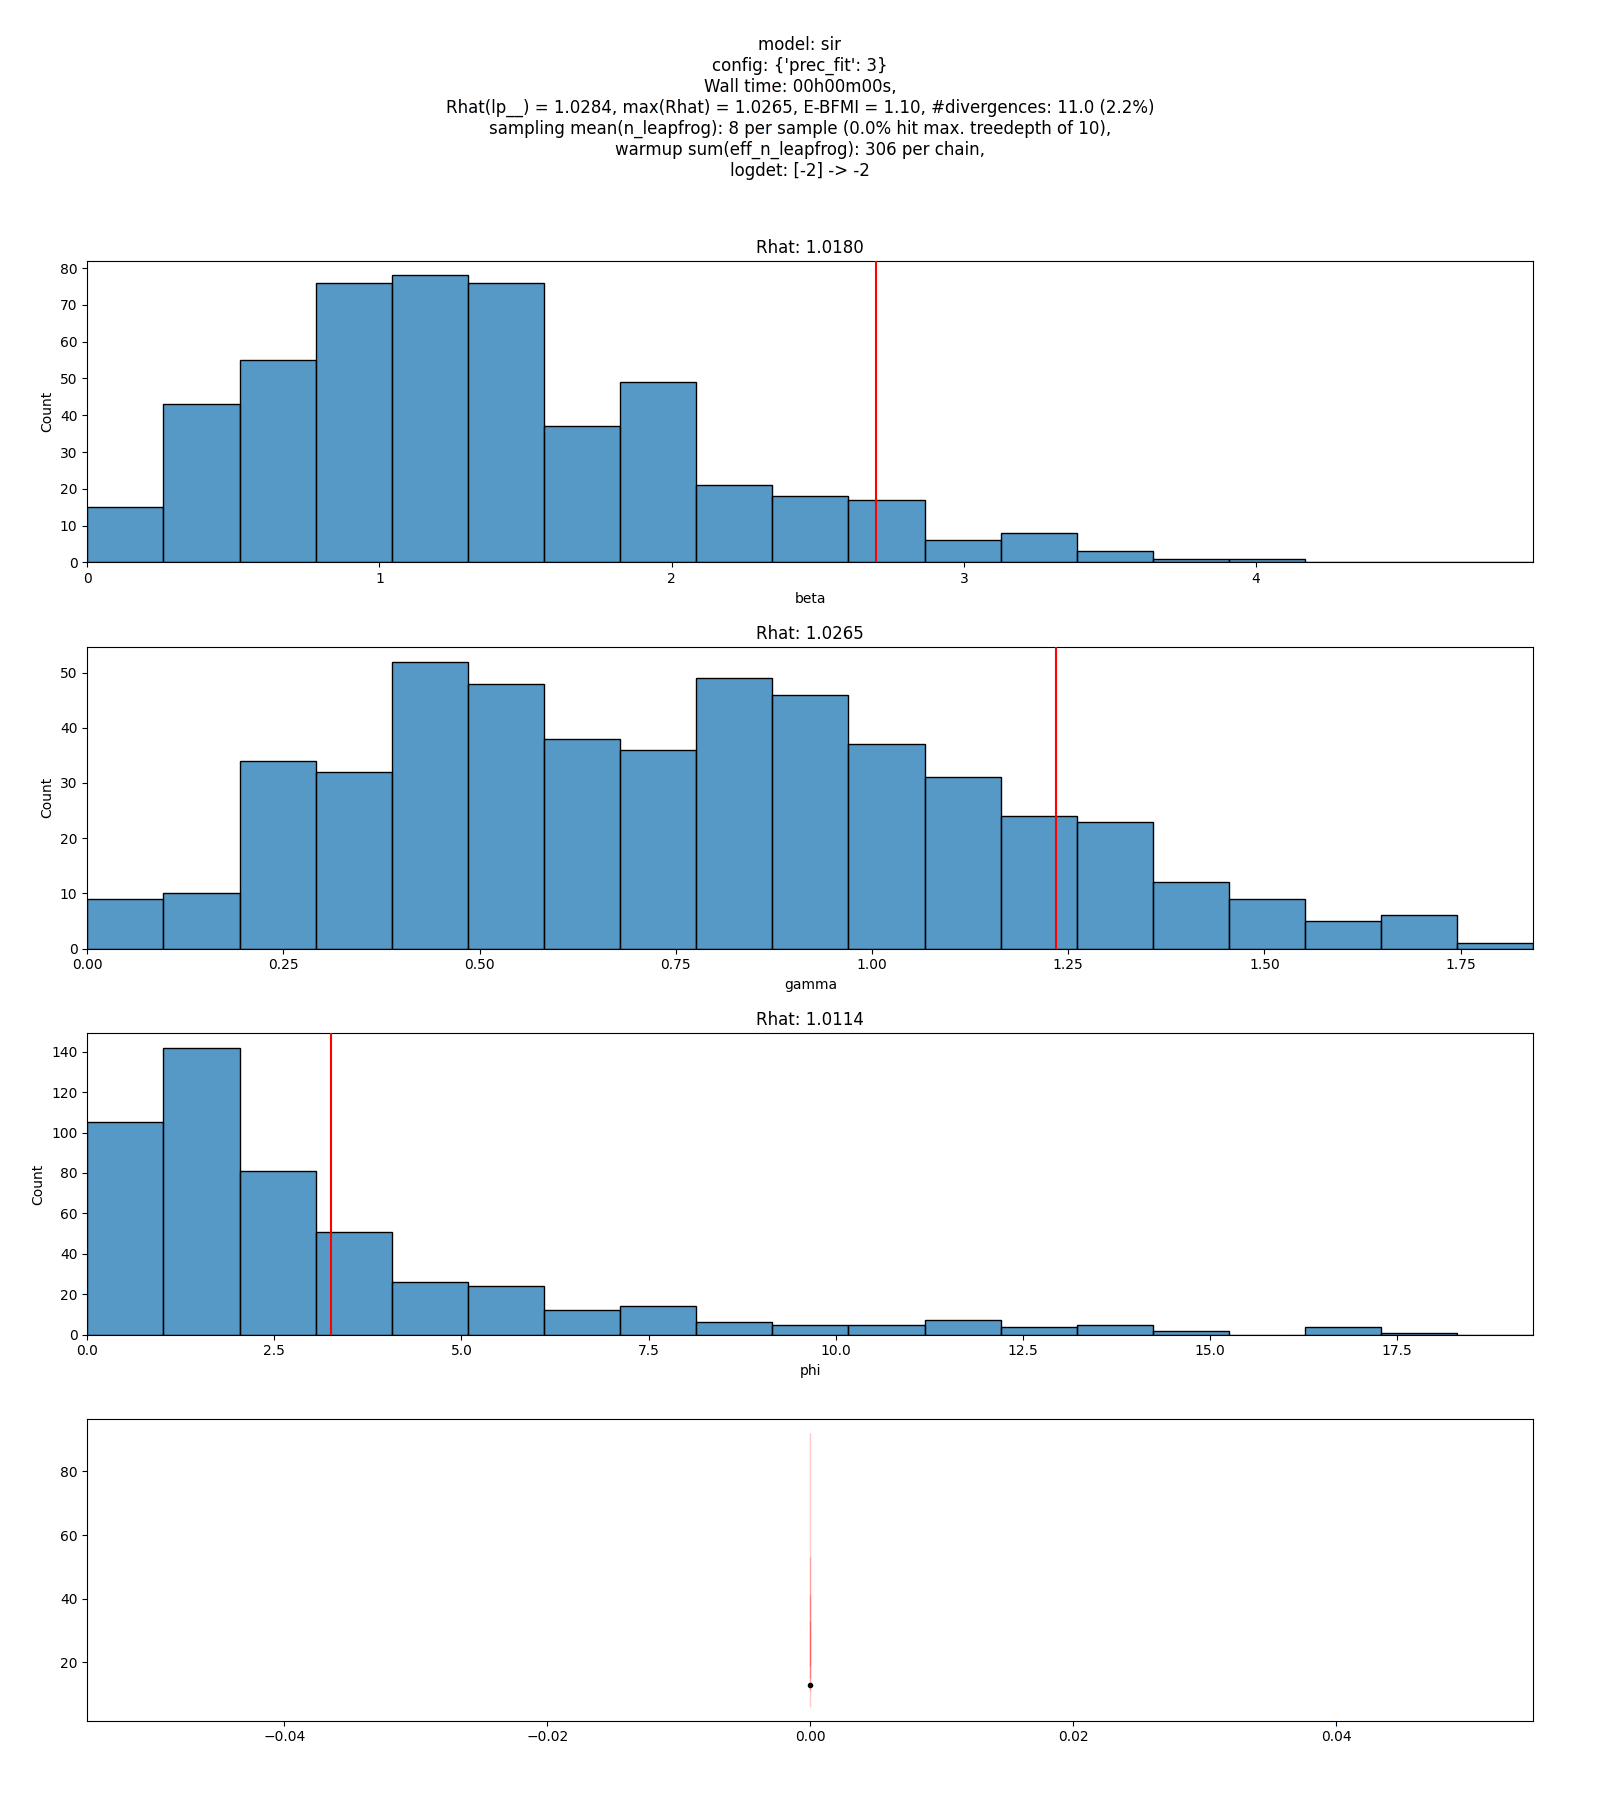 model: sir
config: {'prec_fit': 3}
Wall time: 00h00m00s,
Rhat(lp__) = 1.0284, max(Rhat) = 1.0265, E-BFMI = 1.10, #divergences: 11.0 (2.2%)
sampling mean(n_leapfrog): 8 per sample (0.0% hit max. treedepth of 10),
warmup sum(eff_n_leapfrog): 306 per chain,
logdet: [-2] -> -2
Rhat: 1.0180
80
70
60
50
40
30
20
10
0
Count
0 1 2 3 4
beta
Rhat: 1.0265
50
40
30
20
10
0
Count
0.00 0.25 0.50 0.75 1.00 1.25 1.50 1.75
gamma
Rhat: 1.0114
140
120
100
80
60
40
20
0
Count
0.0 2.5 5.0 7.5 10.0 12.5 15.0 17.5
phi
80
60
40
20
−0.04 −0.02 0.00 0.02 0.04